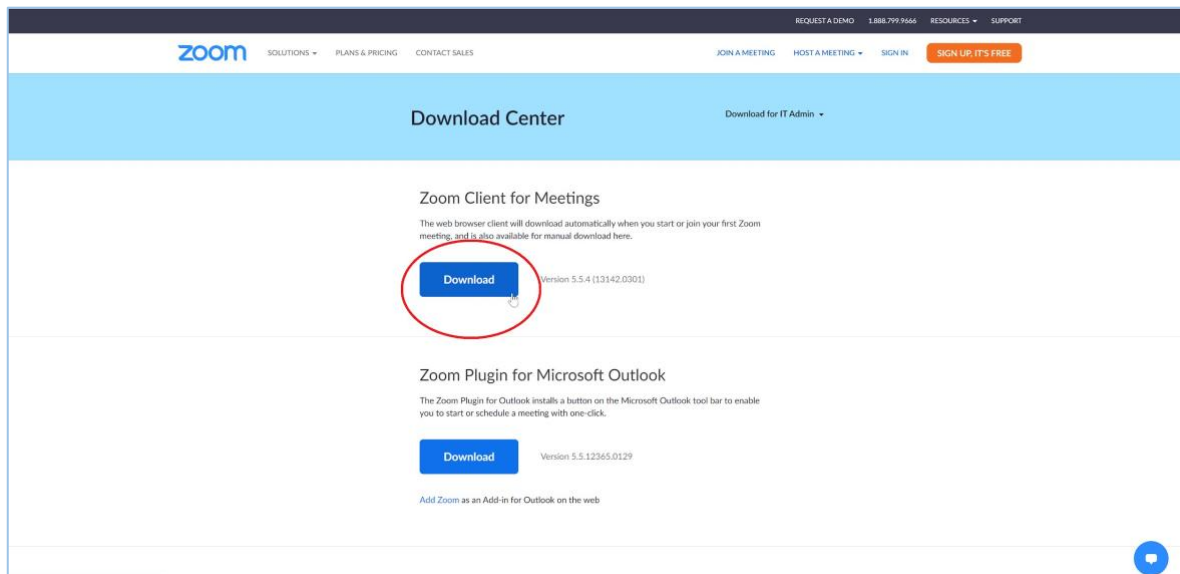 REQUEST A DEMO 1.888.799.9666 RESOURCES SUPPORT
zoom SOLUTIONS PLANS & PRICING CONTACT SALES JOIN A MEETING HOST A MEETING SIGN IN SIGN UP, IT'S FREE
Download Center Download for IT Admin
Zoom Client for Meetings
The web browser client will download automatically when you start or join your first Zoom
meeting, and is also available for manual download here.
Download Version 5.5.4 (13142.0301)
Zoom Plugin for Microsoft Outlook
The Zoom Plugin for Outlook installs a button on the Microsoft Outlook tool bar to enable
you to start or schedule a meeting with one-click.
Download Version 5.5.12365.0129
Add Zoom as an Add-in for Outlook on the web